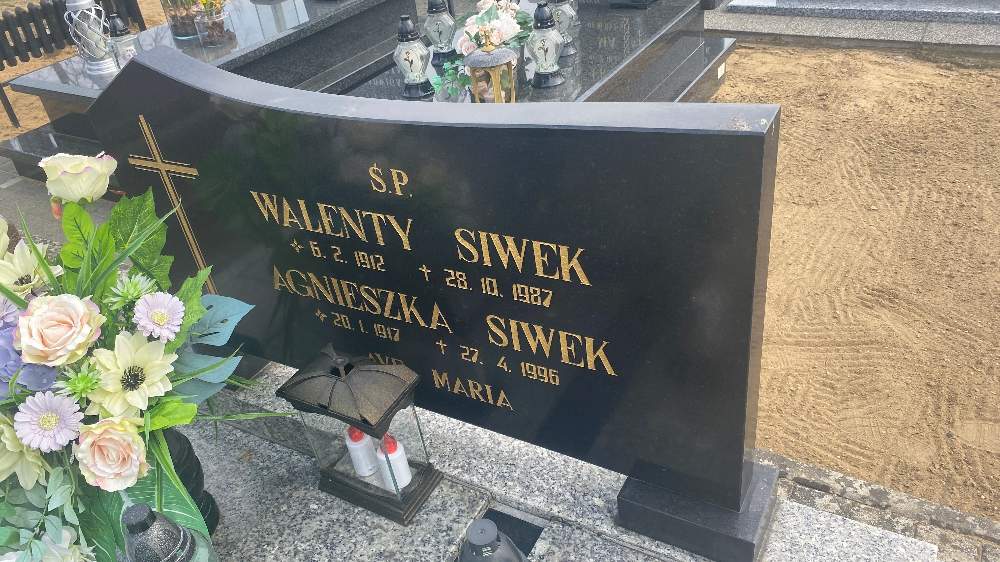 Ś.P.
WALENTY SIWEK
6. 2. 1912 28. 10. 1987
AGNIESZKA SIWEK
20. 1. 1917 27. 4. 1996
MARIA